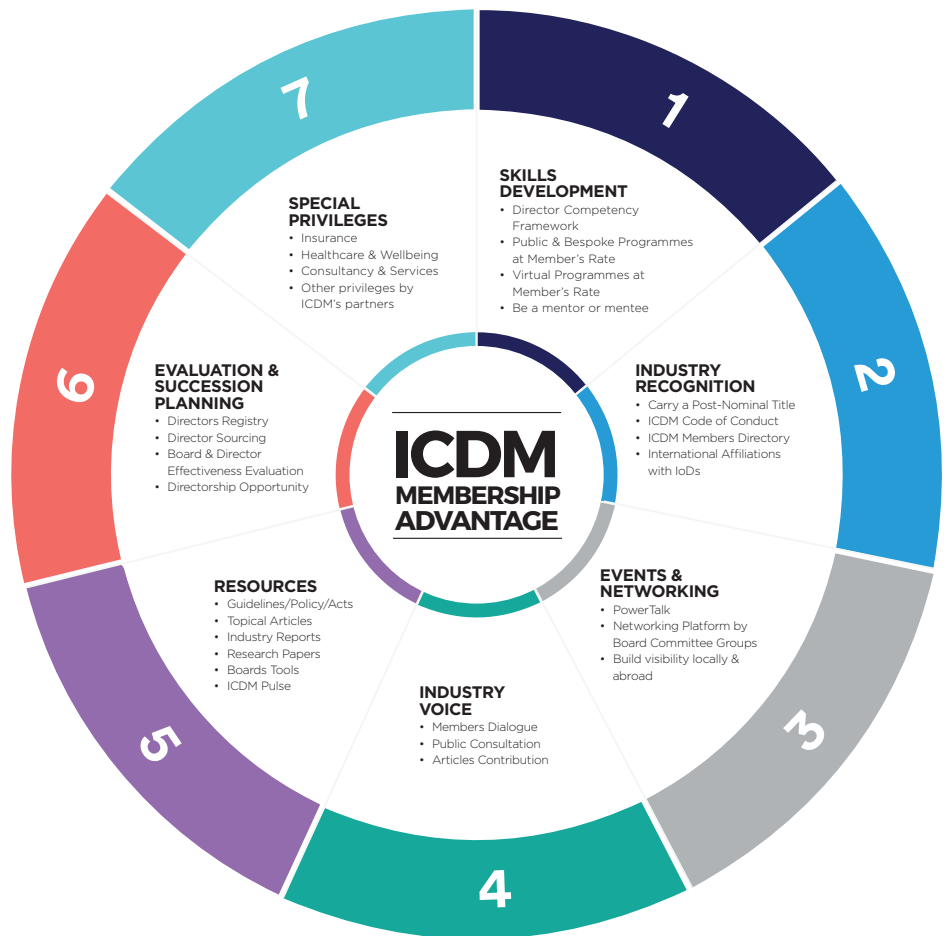 ICDM
MEMBERSHIP
ADVANTAGE
1
SKILLS
DEVELOPMENT
• Director Competency
Framework
• Public & Bespoke Programmes
at Member's Rate
• Virtual Programmes at
Member's Rate
• Be a mentor or mentee
2
INDUSTRY
RECOGNITION
• Carry a Post-Nominal Title
• ICDM Code of Conduct
• ICDM Members Directory
• International Affiliations
with IoDs
3
EVENTS &
NETWORKING
• PowerTalk
• Networking Platform by
Board Committee Groups
• Build visibility locally &
abroad
4
INDUSTRY
VOICE
• Members Dialogue
• Public Consultation
• Articles Contribution
5
RESOURCES
• Guidelines/Policy/Acts
• Topical Articles
• Industry Reports
• Research Papers
• Boards Tools
• ICDM Pulse
6
EVALUATION &
SUCCESSION
PLANNING
• Directors Registry
• Director Sourcing
• Board & Director
Effectiveness Evaluation
• Directorship Opportunity
7
SPECIAL
PRIVILEGES
• Insurance
• Healthcare & Wellbeing
• Consultancy & Services
• Other privileges by
ICDM's partners